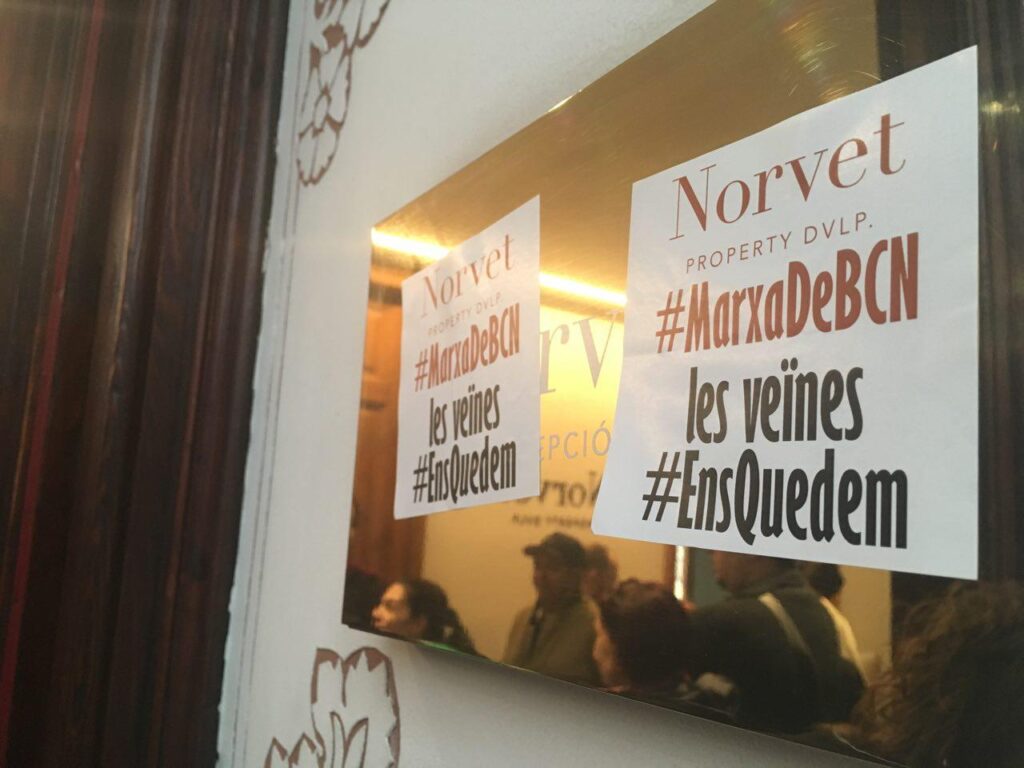 Norvet
PROPERTY DVLP.
#MarxaDeBCN
les veïnes
#EnsQuedem
Norvet
PROPERTY DVLP.
#MarxaDeBCN
les veïnes
#EnsQuedem